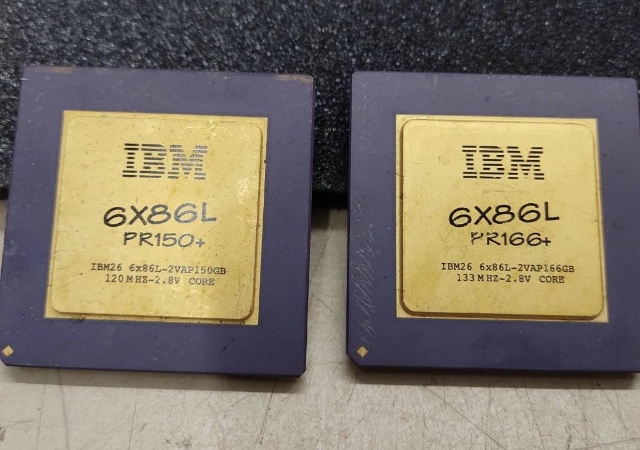 IBM
6x86L
PR150+
IBM26 6x86L-2VAP150GB
120MHZ-2.8V CORE
IBM
6x86L
PR166+
IBM26 6x86L-2VAP166GB
133MHZ-2.8V CORE